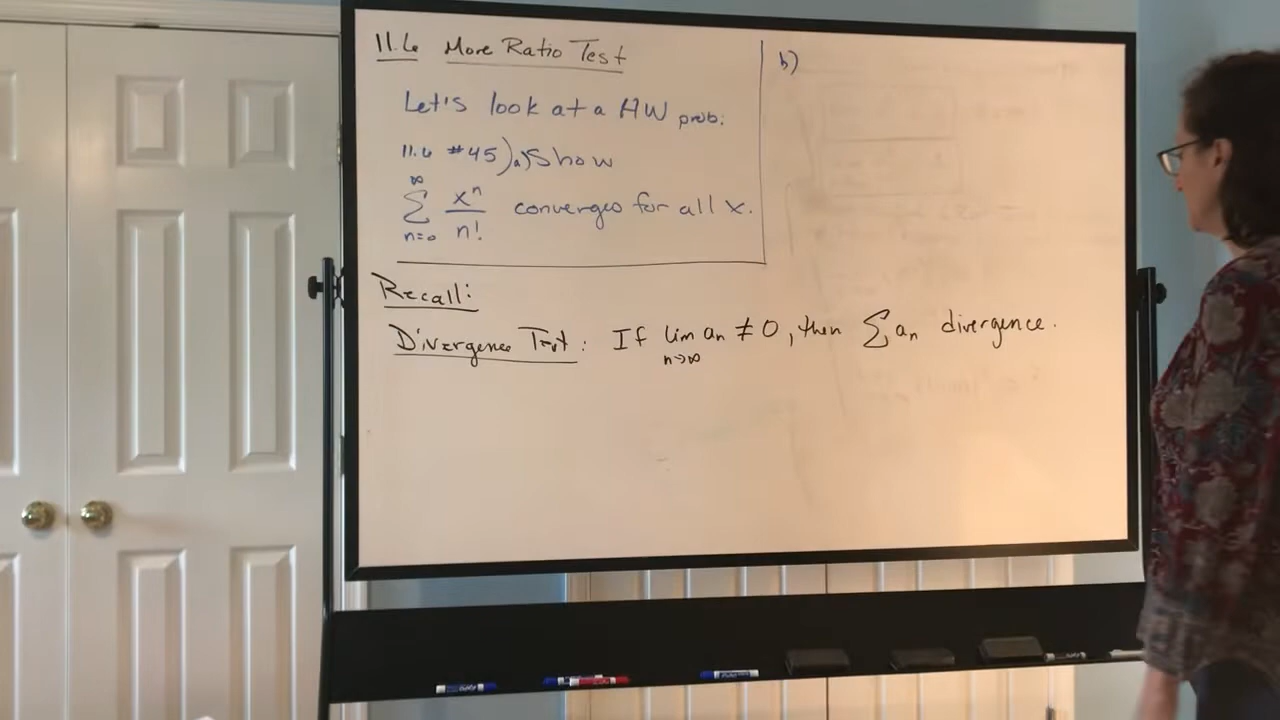 11.6 More Ratio Test
Let's look at a HW prob.
11.6 #45) a) Show
∞
∑ xⁿ/n! converges for all x.
n=0
b)
Recall:
Divergence Test: If lim aₙ ≠ 0, then ∑ aₙ divergence.
n→∞